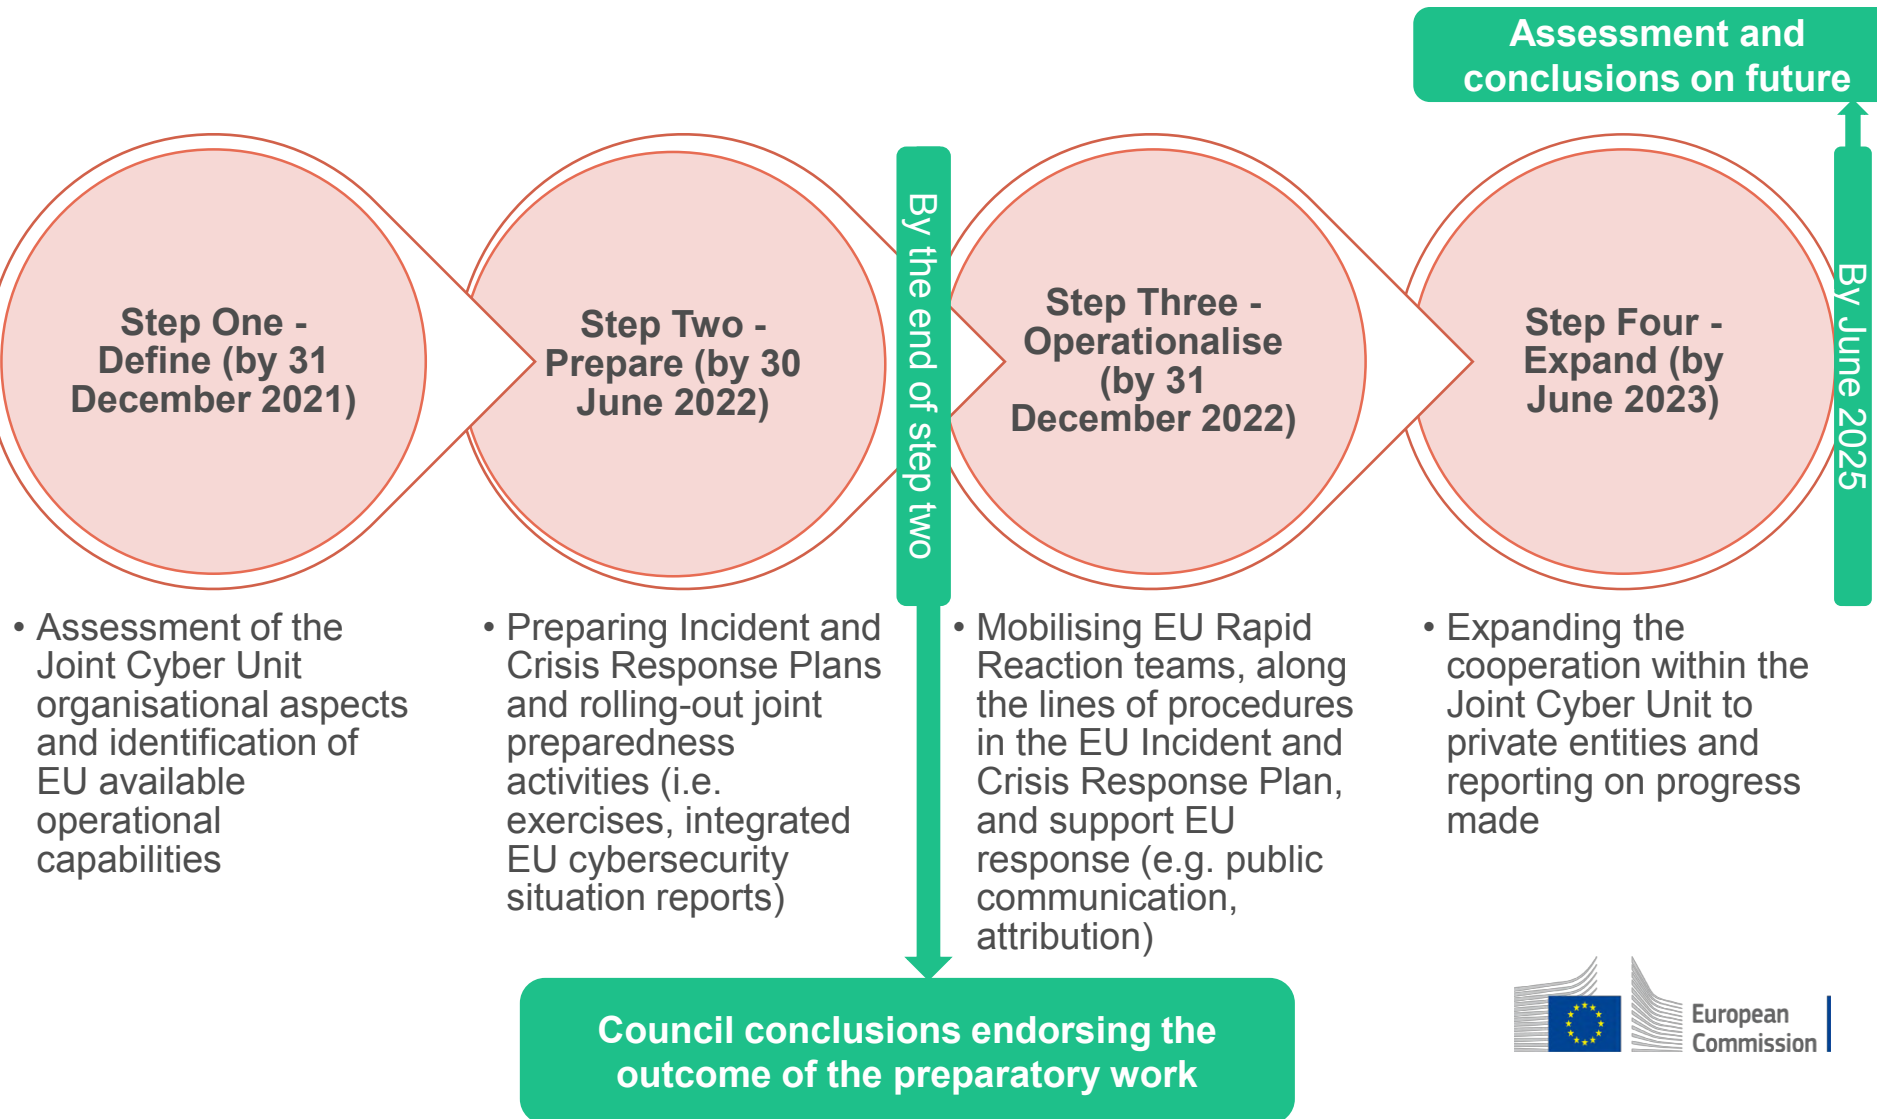 Assessment and
conclusions on future
Step One -
Define (by 31
December 2021)
Step Two -
Prepare (by 30
June 2022)
By the end of step two
Step Three -
Operationalise
(by 31
December 2022)
Step Four -
Expand (by
June 2023)
By June 2025
• Assessment of the
Joint Cyber Unit
organisational aspects
and identification of
EU available
operational
capabilities
• Preparing Incident and
Crisis Response Plans
and rolling-out joint
preparedness
activities (i.e.
exercises, integrated
EU cybersecurity
situation reports)
• Mobilising EU Rapid
Reaction teams, along
the lines of procedures
in the EU Incident and
Crisis Response Plan,
and support EU
response (e.g. public
communication,
attribution)
• Expanding the
cooperation within the
Joint Cyber Unit to
private entities and
reporting on progress
made
Council conclusions endorsing the
outcome of the preparatory work
European
Commission